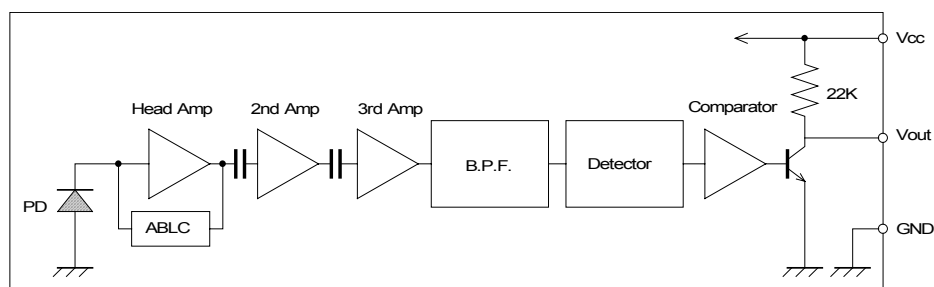 Vcc
22K
Head Amp
2nd Amp
3rd Amp
Comparator
Vout
B.P.F.
Detector
PD
ABLC
GND